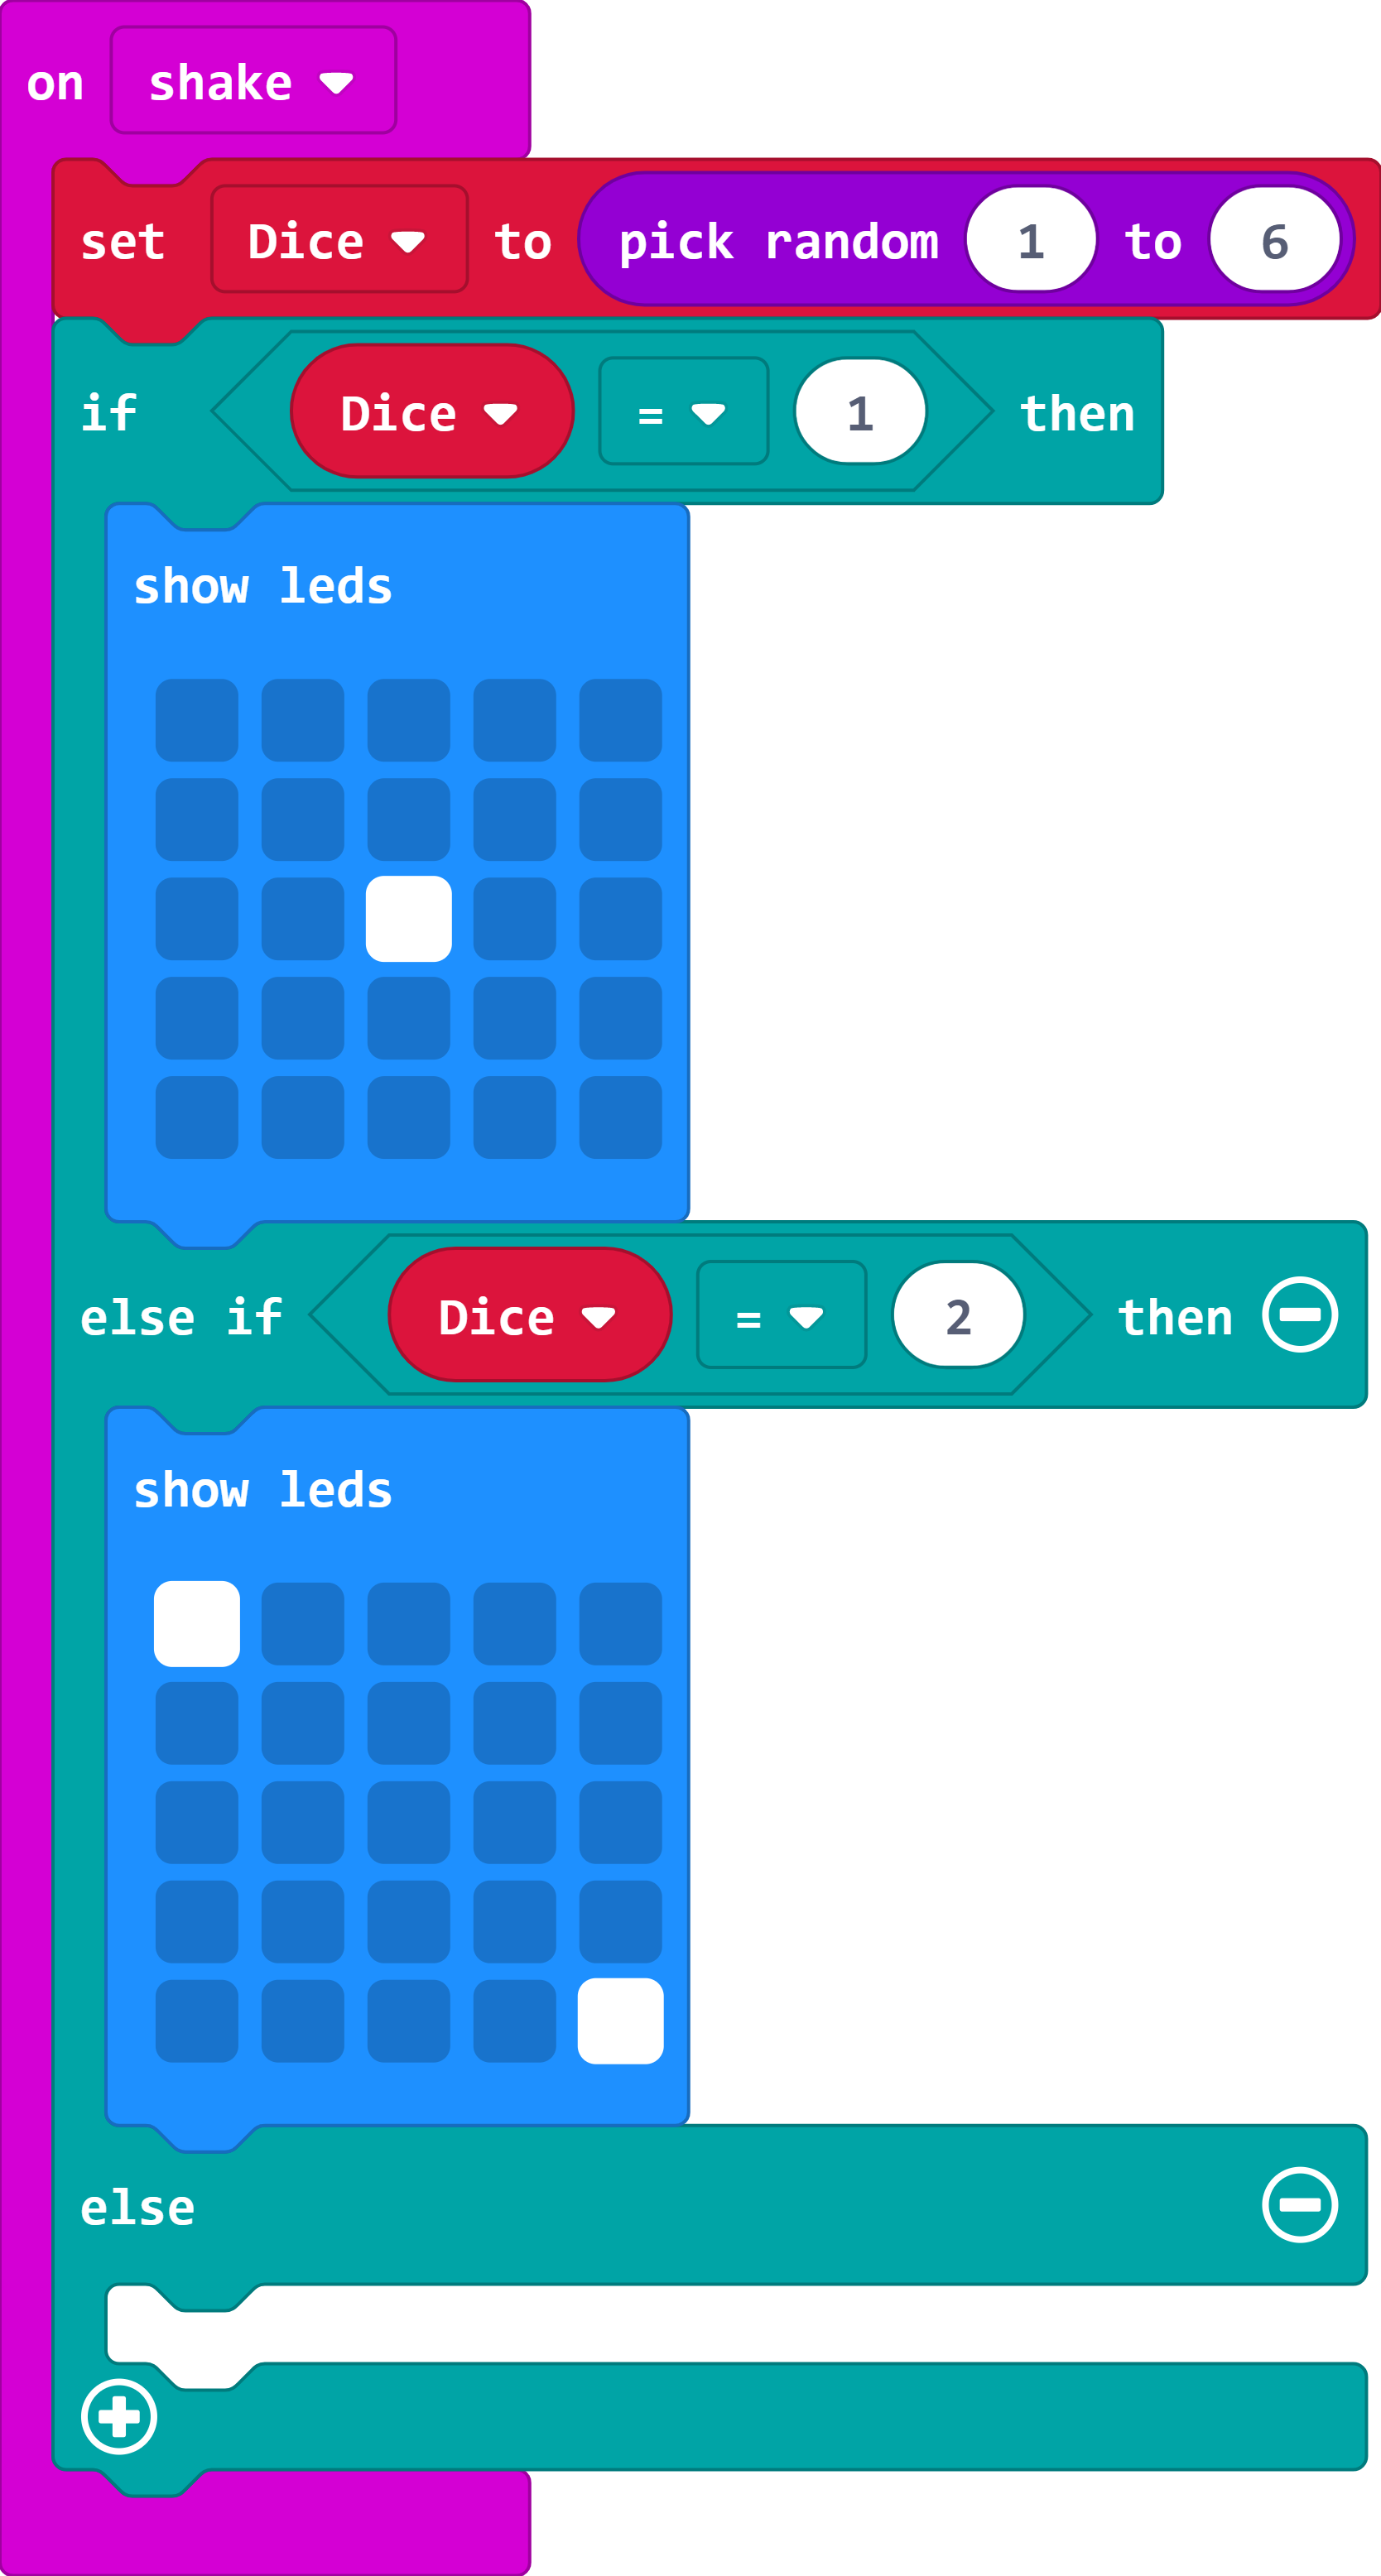 on shake
set Dice to pick random 1 to 6
if Dice = 1 then
show leds
else if Dice = 2 then
show leds
else